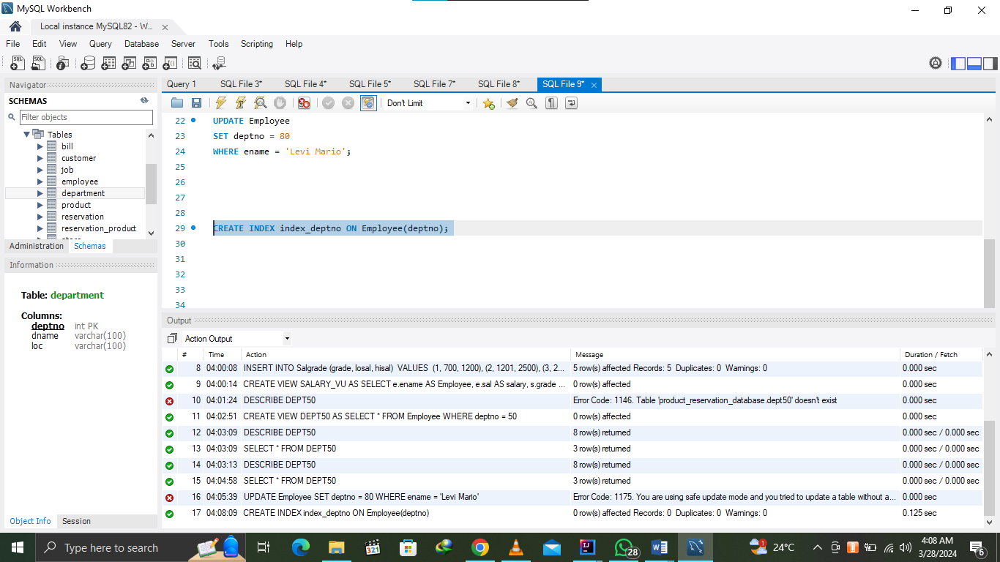 MySQL Workbench
Local instance MySQL82 - W...
File Edit View Query Database Server Tools Scripting Help
Navigator
SCHEMAS
Filter objects
Tables
bill
customer
job
employee
department
product
reservation
reservation_product
Administration Schemas
Information
Table: department
Columns:
deptno int PK
dname varchar(100)
loc varchar(100)
Object Info Session
Query 1 SQL File 3* SQL File 4* SQL File 5* SQL File 7* SQL File 8* SQL File 9*
Don't Limit
22 UPDATE Employee
23 SET deptno = 80
24 WHERE ename = 'Levi Mario';
25
26
27
28
29 CREATE INDEX index_deptno ON Employee(deptno);
30
31
32
33
34
Output
Action Output
# Time Action Message Duration / Fetch
8 04:00:08 INSERT INTO Salgrade (grade, losal, hisal) VALUES (1, 700, 1200), (2, 1201, 2500), (3, 2... 5 row(s) affected Records: 5 Duplicates: 0 Warnings: 0 0.000 sec
9 04:00:14 CREATE VIEW SALARY_VU AS SELECT e.ename AS Employee, e.sal AS salary, s.grade ... 0 row(s) affected 0.000 sec
10 04:01:24 DESCRIBE DEPT50 Error Code: 1146. Table 'product_reservation_database.dept50' doesn't exist 0.000 sec
11 04:02:51 CREATE VIEW DEPT50 AS SELECT * FROM Employee WHERE deptno = 50 0 row(s) affected 0.000 sec
12 04:03:09 DESCRIBE DEPT50 8 row(s) returned 0.000 sec / 0.000 sec
13 04:03:09 SELECT * FROM DEPT50 3 row(s) returned 0.000 sec / 0.000 sec
14 04:03:13 DESCRIBE DEPT50 8 row(s) returned 0.000 sec / 0.000 sec
15 04:04:58 SELECT * FROM DEPT50 3 row(s) returned 0.000 sec / 0.000 sec
16 04:05:39 UPDATE Employee SET deptno = 80 WHERE ename = 'Levi Mario' Error Code: 1175. You are using safe update mode and you tried to update a table without a... 0.000 sec
17 04:08:09 CREATE INDEX index_deptno ON Employee(deptno) 0 row(s) affected Records: 0 Duplicates: 0 Warnings: 0 0.125 sec
Type here to search
321
28
1
24°C
4:08 AM
3/28/2024
6